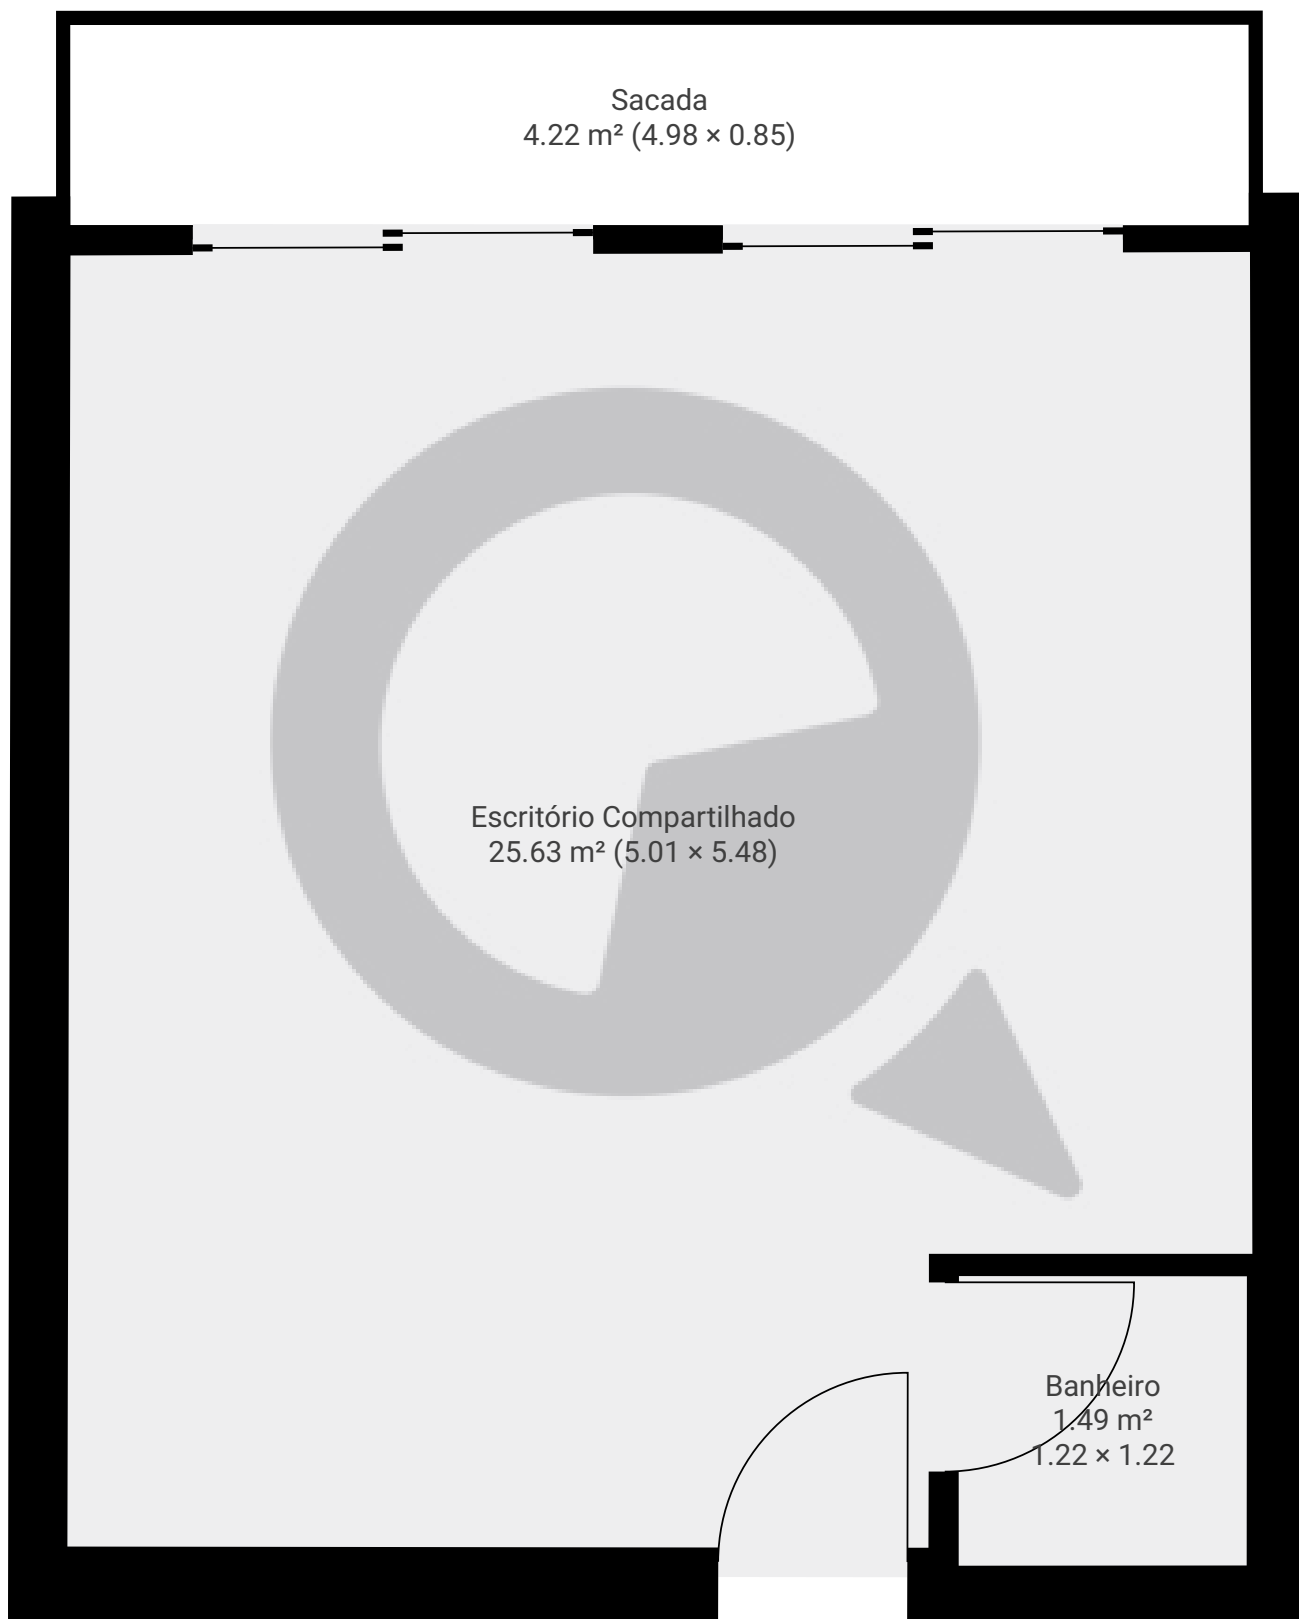 Sacada
4.22 m² (4.98 × 0.85)
Escritório Compartilhado
25.63 m² (5.01 × 5.48)
Banheiro
1.49 m²
1.22 × 1.22